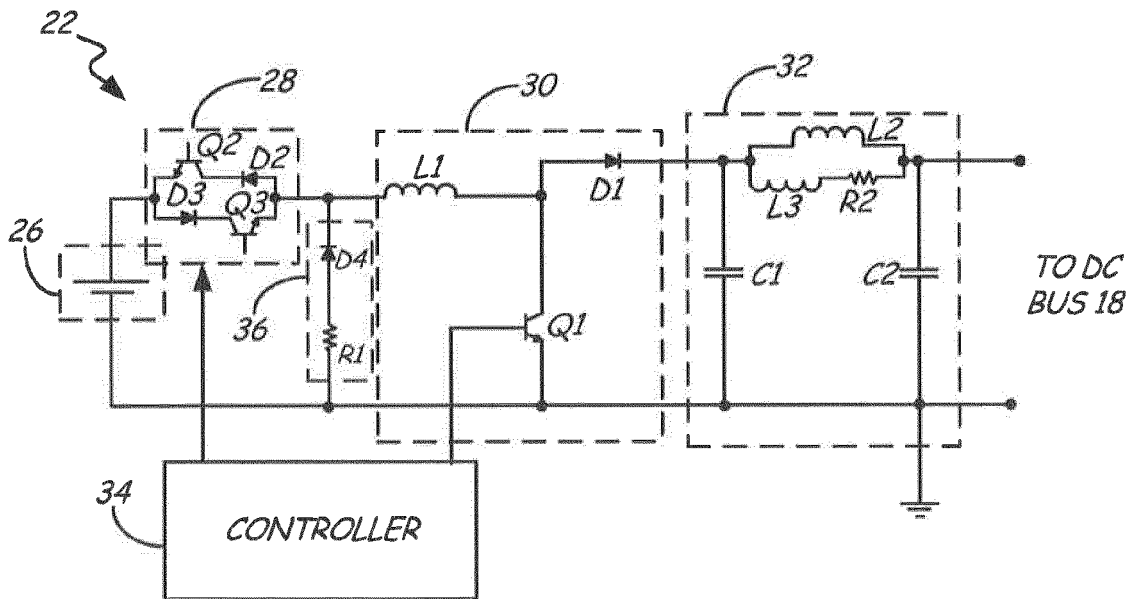 22
28
30
32
Q2
D2
D3
Q3
L1
D1
L2
L3
R2
26
D4
36
R1
Q1
C1
C2
TO DC
BUS 18
34
CONTROLLER